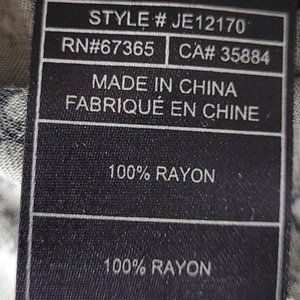 STYLE # JE12170
RN#67365 CA# 35884
MADE IN CHINA
FABRIQUÉ EN CHINE
100% RAYON
100% RAYON